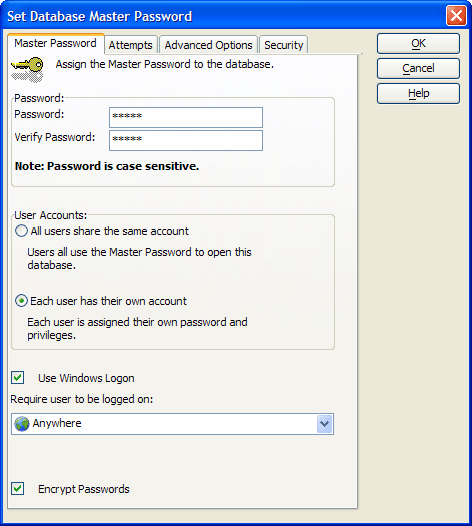 Set Database Master Password
Master Password Attempts Advanced Options Security
OK
Cancel
Help
Assign the Master Password to the database.
Password:
Password: *****
Verify Password: *****
Note: Password is case sensitive.
User Accounts:
All users share the same account
Users all use the Master Password to open this
database.
Each user has their own account
Each user is assigned their own password and
privileges.
Use Windows Logon
Require user to be logged on:
Anywhere
Encrypt Passwords